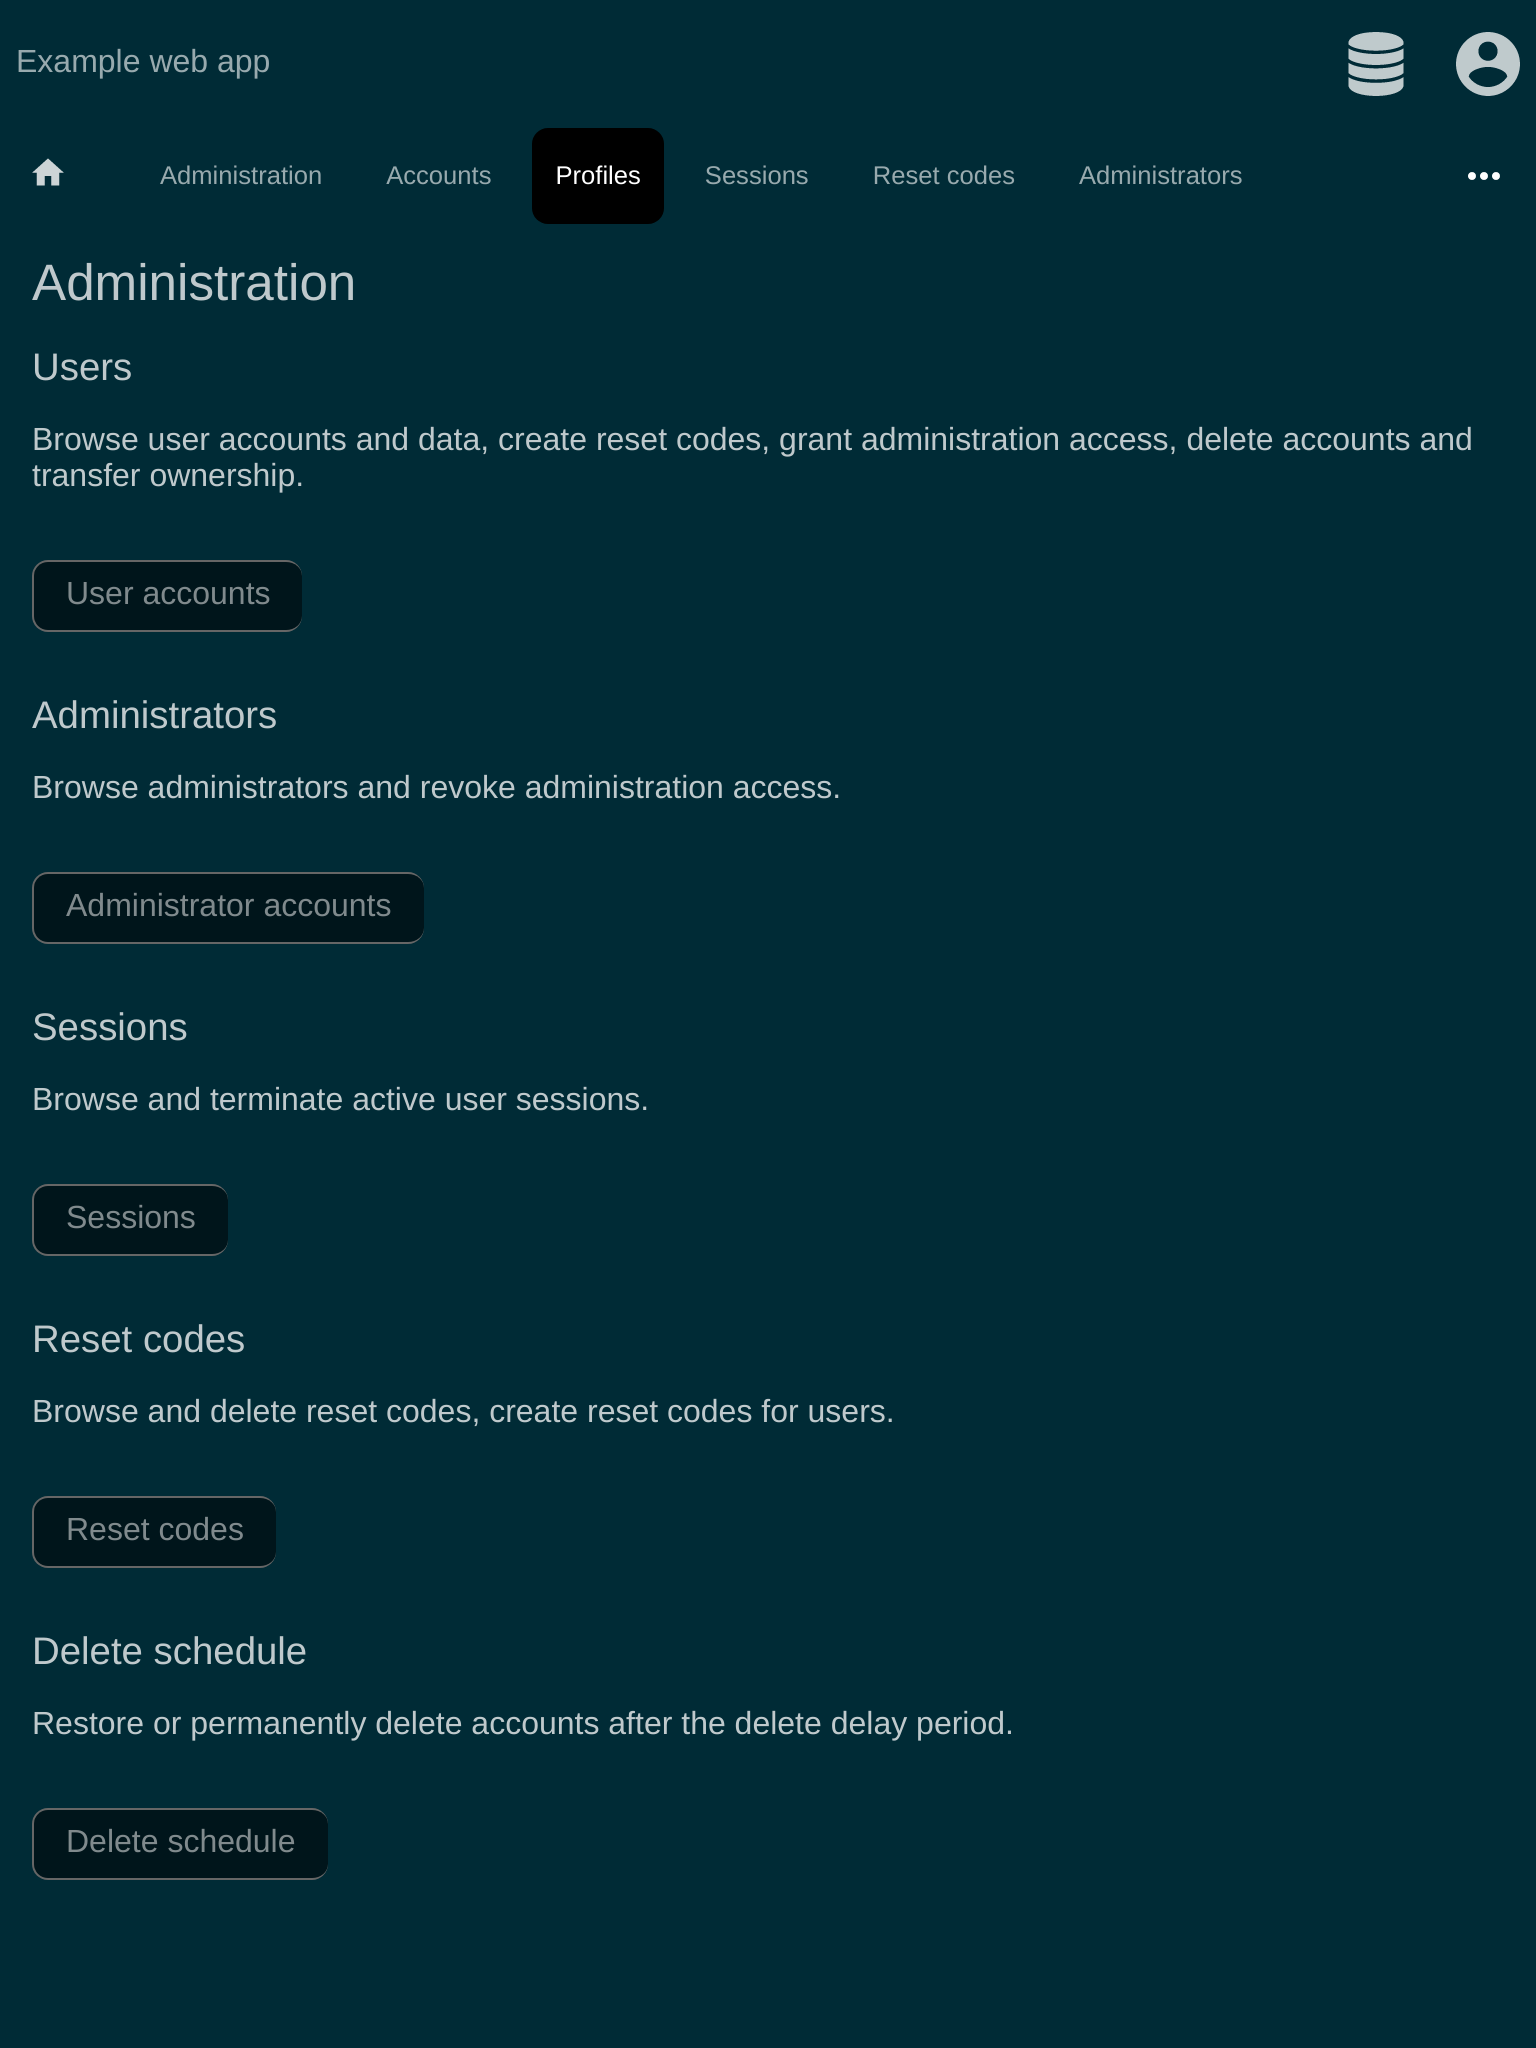 Example web app
Administration
Accounts
Profiles
Sessions
Reset codes
Administrators
Administration
Users
Browse user accounts and data, create reset codes, grant administration access, delete accounts and
transfer ownership.
User accounts
Administrators
Browse administrators and revoke administration access.
Administrator accounts
Sessions
Browse and terminate active user sessions.
Sessions
Reset codes
Browse and delete reset codes, create reset codes for users.
Reset codes
Delete schedule
Restore or permanently delete accounts after the delete delay period.
Delete schedule